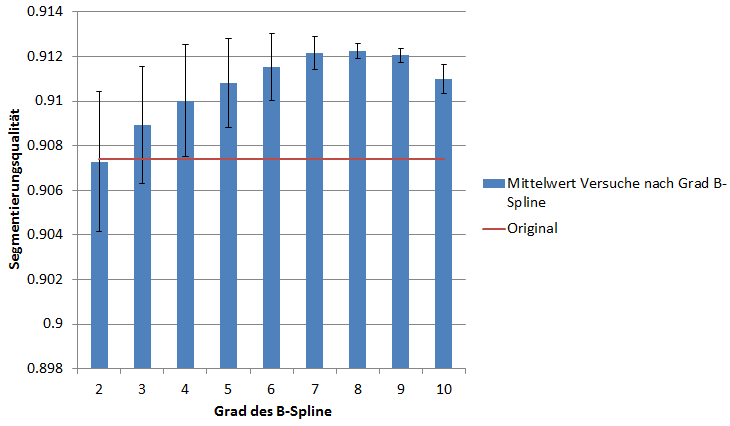 0.914
0.912
0.91
0.908
0.906
0.904
0.902
0.9
0.898
Segmentierungsqualität
2 3 4 5 6 7 8 9 10
Grad des B-Spline
Mittelwert Versuche nach Grad B-
Spline
Original